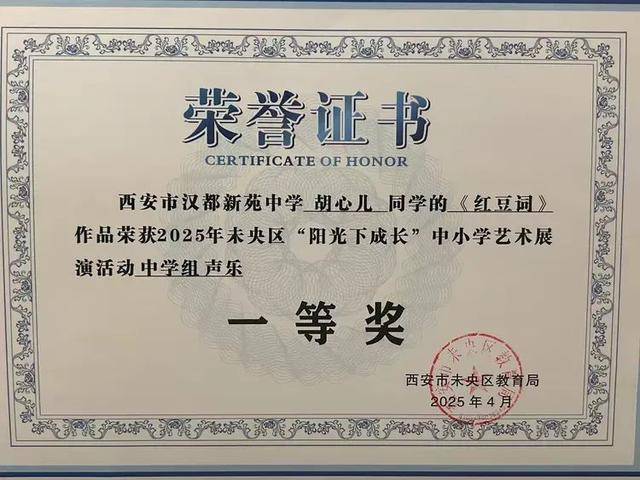 荣誉证书
CERTIFICATE OF HONOR
西安市汉都新苑中学 胡心儿 同学的《红豆词》
作品荣获2025年未央区“阳光下成长”中小学艺术展
演活动中学组声乐
一等奖
西安市未央区教育局
2025年4月